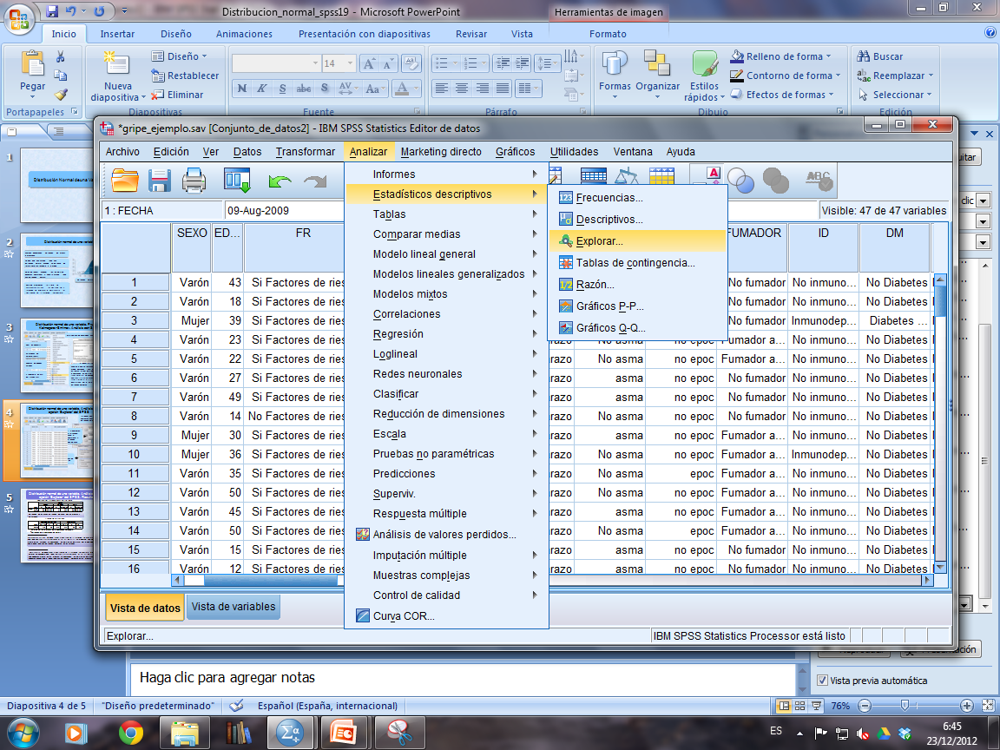 Distribucion_normal_spss19 - Microsoft PowerPoint
Herramientas de imagen
Inicio Insertar Diseño Animaciones Presentación con diapositivas Revisar Vista Formato
Pegar
Nueva diapositiva
Diseño
Restablecer
Eliminar
14
Formas
Organizar
Estilos rápidos
Relleno de forma
Contorno de forma
Efectos de formas
Buscar
Reemplazar
Seleccionar
Portapapeles Diapositivas Fuente Párrafo Dibujo Edición
*gripe_ejemplo.sav [Conjunto_de_datos2] - IBM SPSS Statistics Editor de datos
Archivo Edición Ver Datos Transformar Analizar Marketing directo Gráficos Utilidades Ventana Ayuda
1 : FECHA 09-Aug-2009 Visible: 47 de 47 variables
Informes
Estadísticos descriptivos
Tablas
Comparar medias
Modelo lineal general
Modelos lineales generalizados
Modelos mixtos
Correlaciones
Regresión
Loglineal
Redes neuronales
Clasificar
Reducción de dimensiones
Escala
Pruebas no paramétricas
Predicciones
Superviv.
Respuesta múltiple
Análisis de valores perdidos...
Imputación múltiple
Muestras complejas
Control de calidad
Curva COR...
Frecuencias...
Descriptivos...
Explorar...
Tablas de contingencia...
Razón...
Gráficos P-P...
Gráficos Q-Q...
SEXO ED... FR FUMADOR ID DM
1 Varón 43 Si Factores de ries No fumador No inmuno... No Diabetes
2 Varón 18 Si Factores de ries No fumador No inmuno... No Diabetes
3 Mujer 39 Si Factores de ries No fumador Inmunodep... Diabetes ...
4 Varón 23 Si Factores de ries Fumador a... No inmuno... No Diabetes
5 Varón 22 Si Factores de ries razo No asma no epoc Fumador a... No inmuno... No Diabetes
6 Varón 27 Si Factores de ries razo asma no epoc No fumador No inmuno... No Diabetes
7 Varón 49 Si Factores de ries razo asma no epoc No fumador No inmuno... No Diabetes
8 Varón 14 No Factores de ries razo No asma no epoc No fumador No inmuno... No Diabetes
9 Mujer 30 Si Factores de ries razo asma no epoc Fumador a... No inmuno... No Diabetes
10 Mujer 36 Si Factores de ries razo No asma no epoc Fumador a... Inmunodep... No Diabetes
11 Varón 35 Si Factores de ries razo No asma epoc Fumador a... No inmuno... No Diabetes
12 Varón 50 Si Factores de ries razo No asma no epoc Fumador a... No inmuno... No Diabetes
13 Varón 45 Si Factores de ries razo asma no epoc Fumador a... No inmuno... No Diabetes
14 Varón 50 Si Factores de ries razo No asma no epoc Fumador a... No inmuno... No Diabetes
15 Varón 15 Si Factores de ries razo asma no epoc No fumador No inmuno... No Diabetes
16 Varón 12 Si Factores de ries razo asma no epoc No fumador No inmuno... No Diabetes
Vista de datos Vista de variables
Explorar... IBM SPSS Statistics Processor está listo
1
2
3
4
5
Haga clic para agregar notas
Vista previa automática
Diapositiva 4 de 5 "Diseño predeterminado" Español (España, internacional) 76%
ES 6:45
23/12/2012